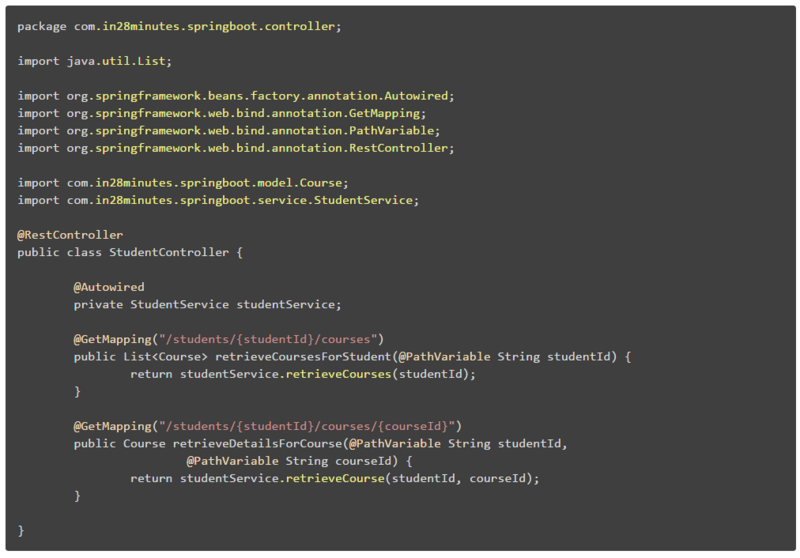 package com.in28minutes.springboot.controller;
import java.util.List;
import org.springframework.beans.factory.annotation.Autowired;
import org.springframework.web.bind.annotation.GetMapping;
import org.springframework.web.bind.annotation.PathVariable;
import org.springframework.web.bind.annotation.RestController;
import com.in28minutes.springboot.model.Course;
import com.in28minutes.springboot.service.StudentService;
@RestController
public class StudentController {
@Autowired
private StudentService studentService;
@GetMapping("/students/{studentId}/courses")
public List<Course> retrieveCoursesForStudent(@PathVariable String studentId) {
return studentService.retrieveCourses(studentId);
}
@GetMapping("/students/{studentId}/courses/{courseId}")
public Course retrieveDetailsForCourse(@PathVariable String studentId,
@PathVariable String courseId) {
return studentService.retrieveCourse(studentId, courseId);
}
}